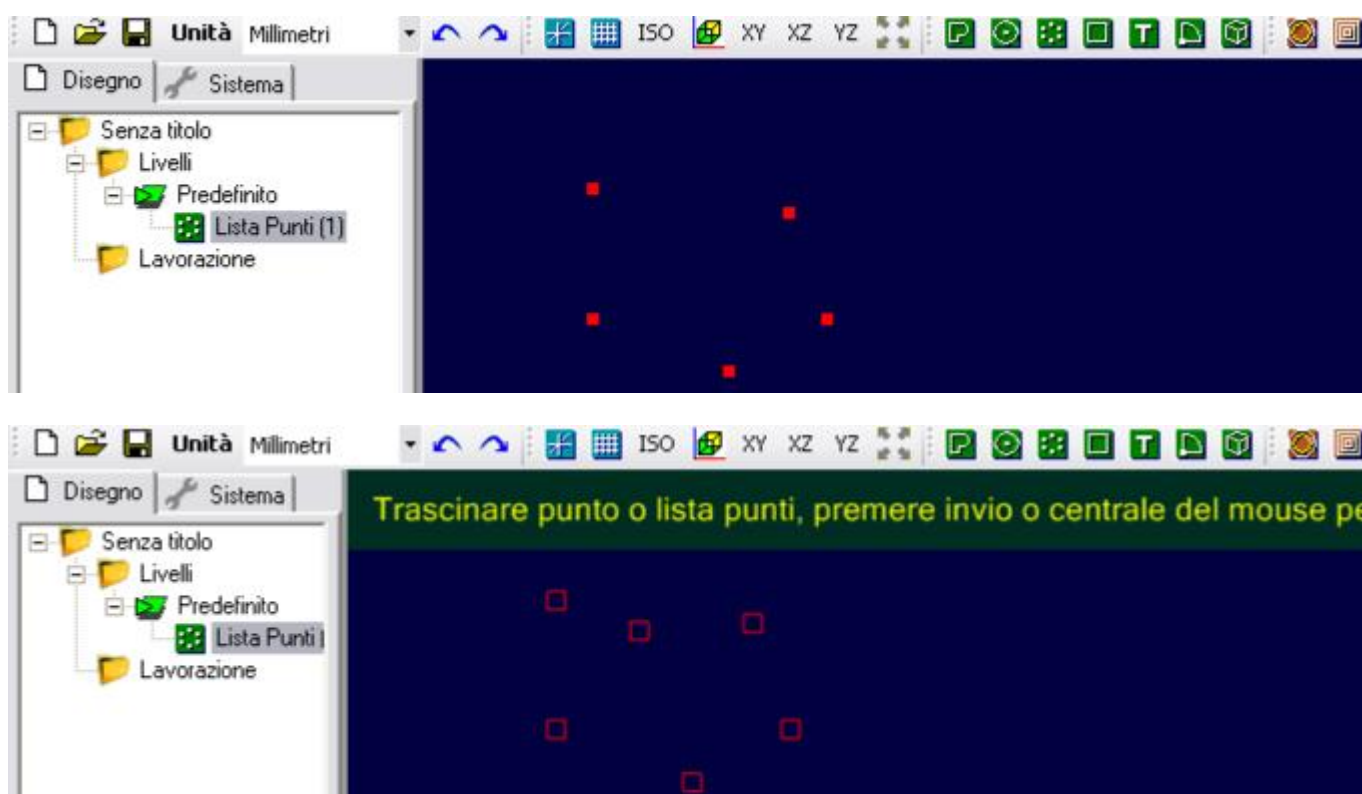 Unità Millimetri ISO XY XZ YZ
Disegno Sistema
Senza titolo
Livelli
Predefinito
Lista Punti (1)
Lavorazione
Unità Millimetri ISO XY XZ YZ
Disegno Sistema
Trascinare punto o lista punti, premere invio o centrale del mouse pe
Senza titolo
Livelli
Predefinito
Lista Punti
Lavorazione